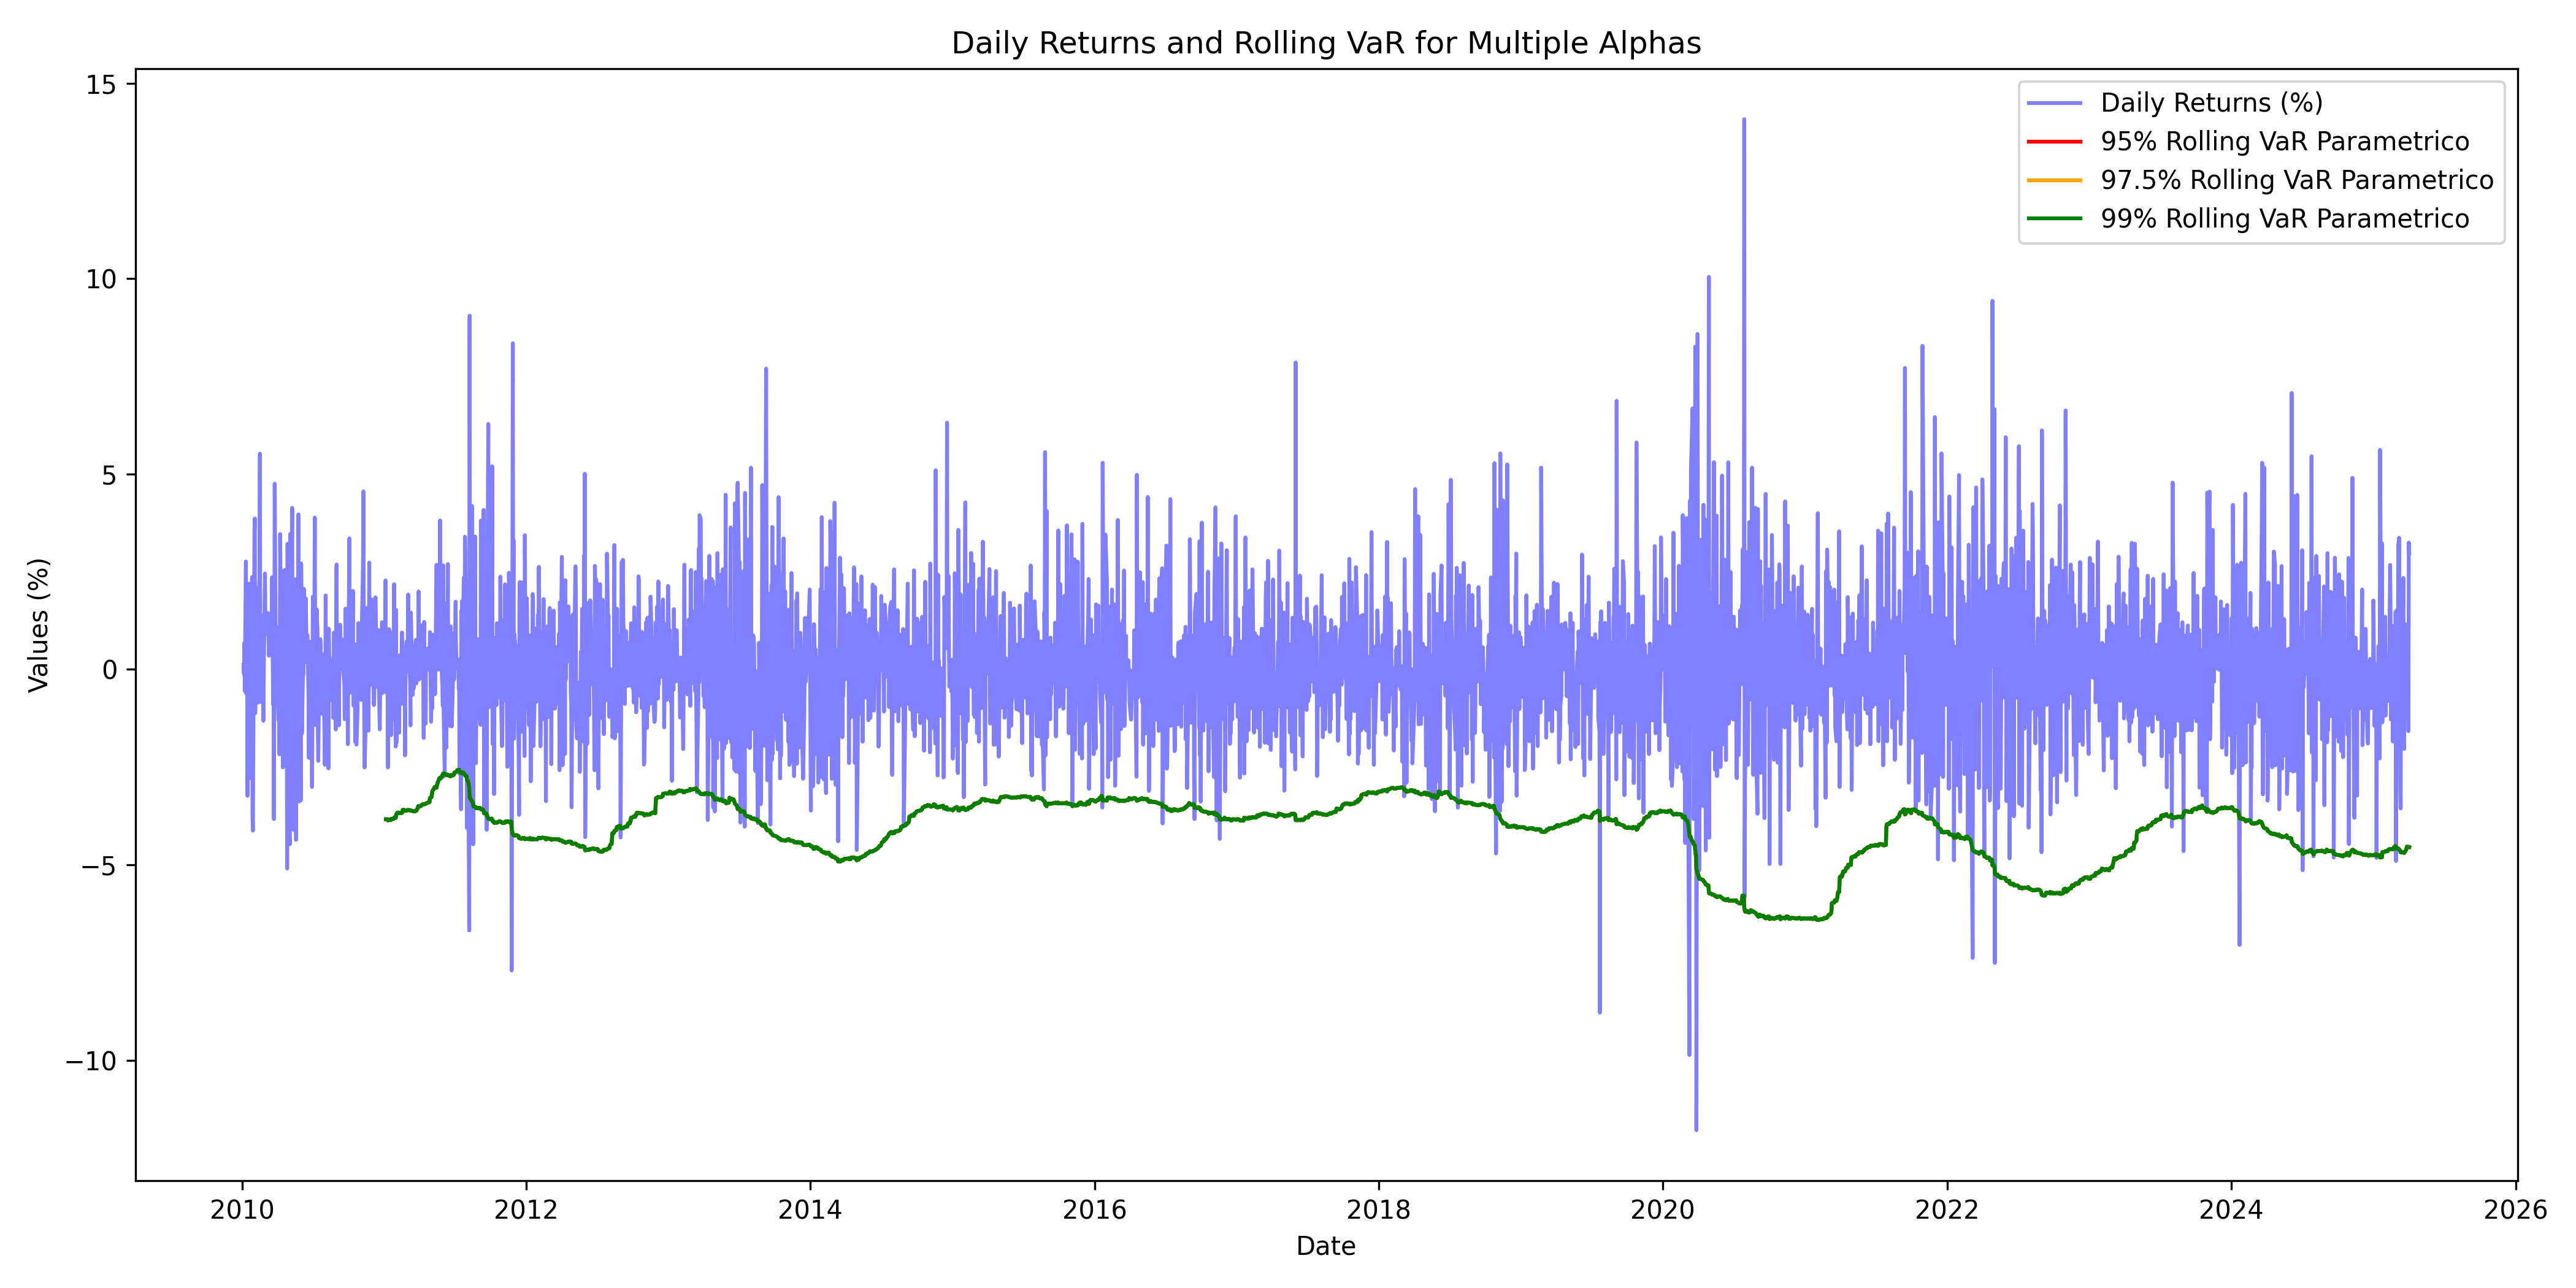 Daily Returns and Rolling VaR for Multiple Alphas
15
10
5
0
−5
−10
Values (%)
Daily Returns (%)
95% Rolling VaR Parametrico
97.5% Rolling VaR Parametrico
99% Rolling VaR Parametrico
2010 2012 2014 2016 2018 2020 2022 2024 2026
Date